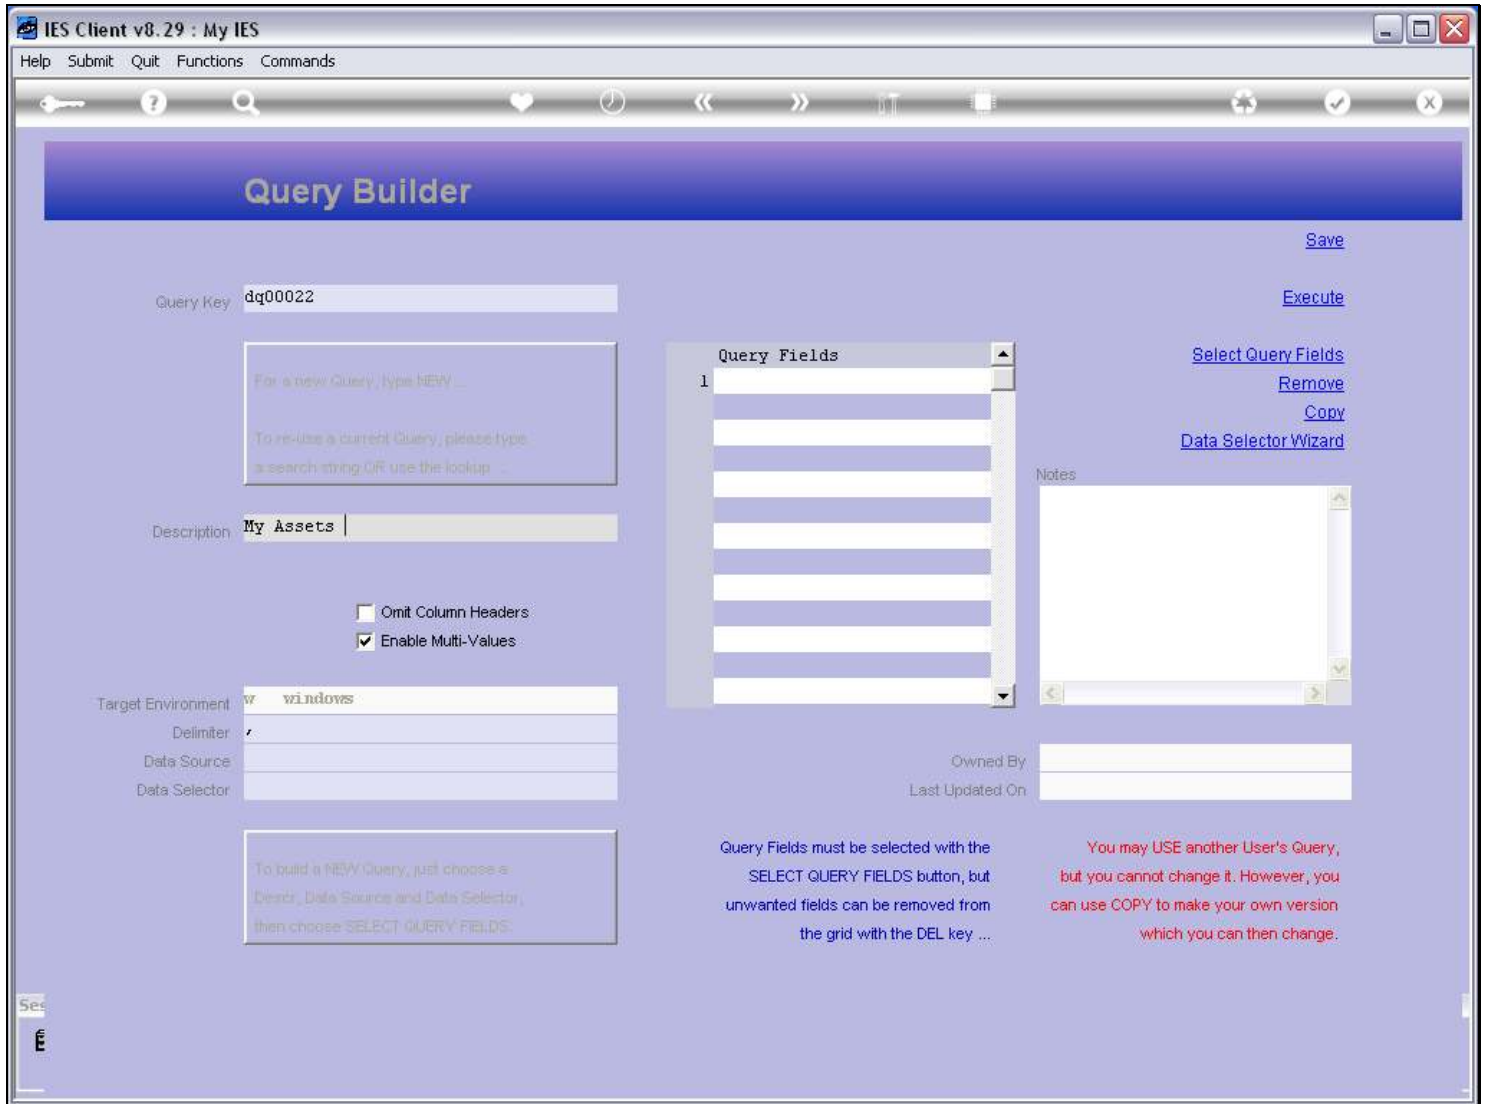 IES Client v8.29 : My IES
Help Submit Quit Functions Commands
Query Builder
Save
Query Key dq00022
Execute
For a new Query, type NEW ...
To re-use a current Query, please type
a search string OR use the lookup ...
Query Fields
1
Select Query Fields
Remove
Copy
Data Selector Wizard
Notes
Description My Assets
Omit Column Headers
Enable Multi-Values
Target Environment w windows
Delimiter ,
Data Source
Data Selector
Owned By
Last Updated On
To build a NEW Query, just choose a
Descr, Data Source and Data Selector,
then choose SELECT QUERY FIELDS.
Query Fields must be selected with the
SELECT QUERY FIELDS button, but
unwanted fields can be removed from
the grid with the DEL key ...
You may USE another User's Query,
but you cannot change it. However, you
can use COPY to make your own version
which you can then change.
Ses